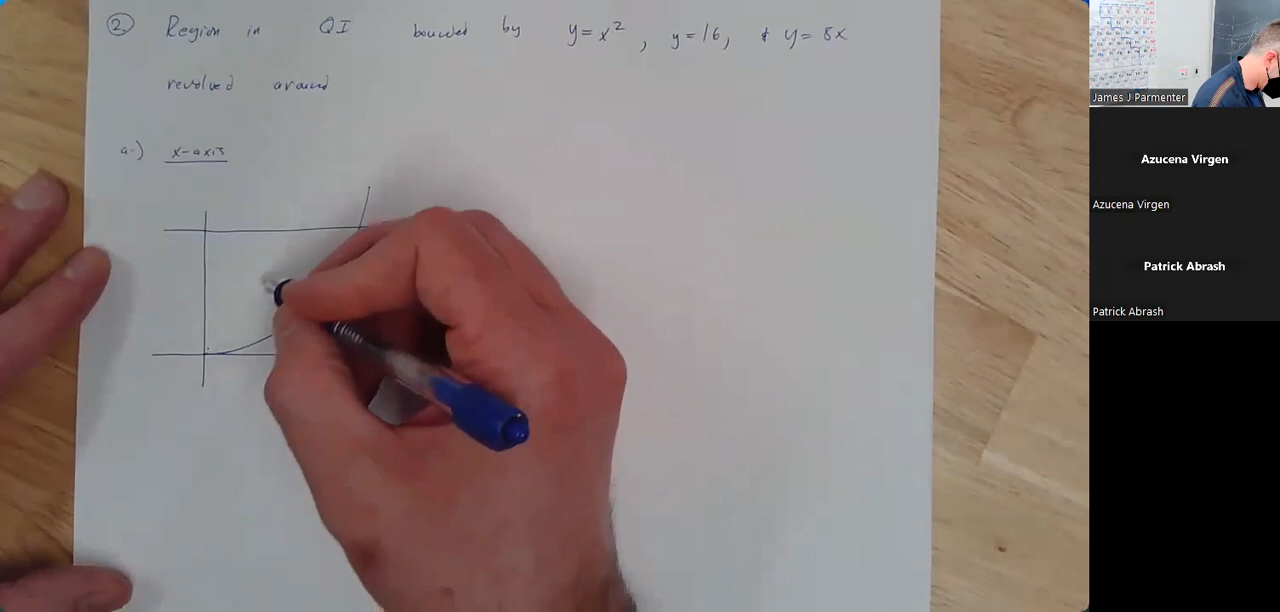 2. Region in QI bounded by y=x², y=16, & y=8x
revolved around
a.) x-axis
James J Parmenter
Azucena Virgen
Azucena Virgen
Patrick Abrash
Patrick Abrash